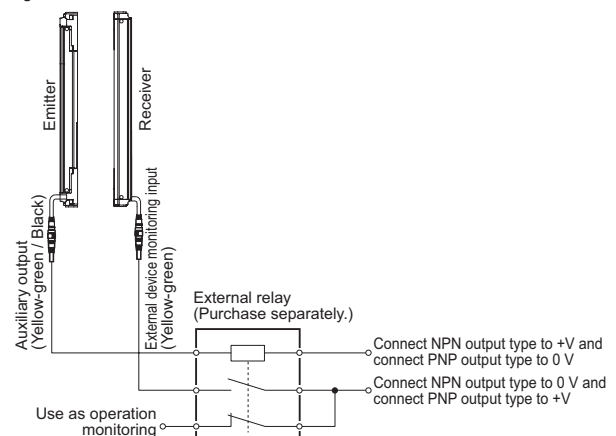 Emitter
Receiver
Auxiliary output
(Yellow-green / Black)
External device monitoring input
(Yellow-green)
External relay
(Purchase separately.)
Connect NPN output type to +V and
connect PNP output type to 0 V
Connect NPN output type to 0 V and
connect PNP output type to +V
Use as operation
monitoring